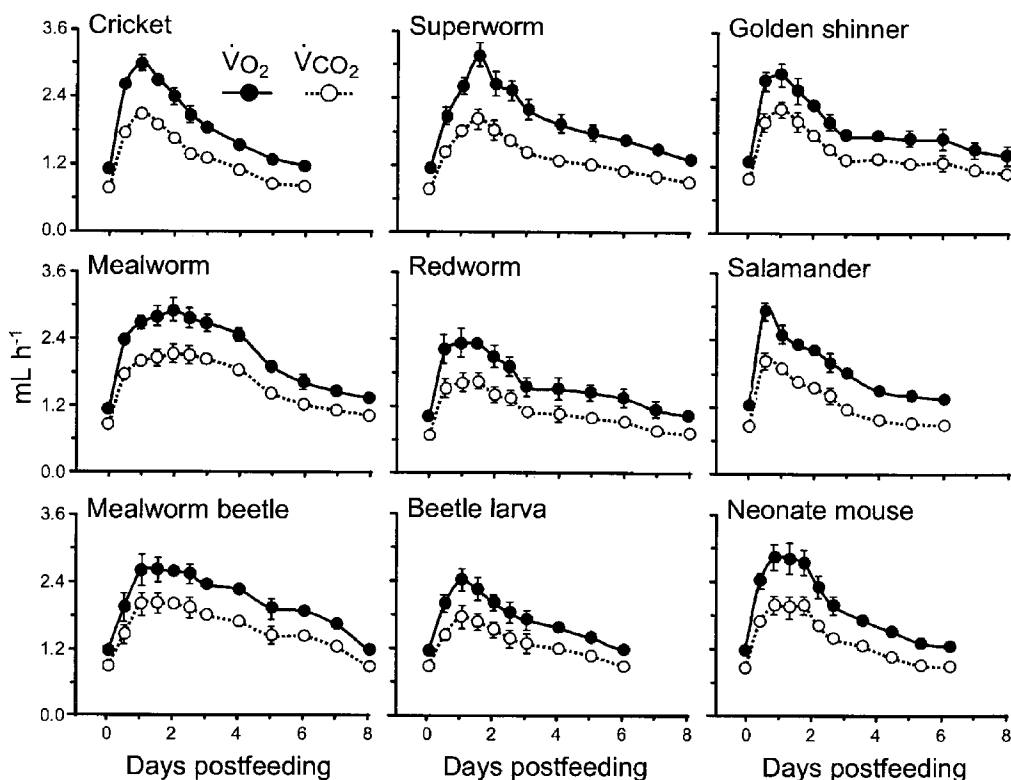 Cricket
V̇O2 V̇CO2
Superworm
Golden shinner
3.6
2.4
1.2
0.0
Mealworm
Redworm
Salamander
3.6
2.4
1.2
0.0
mL h-1
Mealworm beetle
Beetle larva
Neonate mouse
3.6
2.4
1.2
0.0
0 2 4 6 8
0 2 4 6 8
0 2 4 6 8
Days postfeeding
Days postfeeding
Days postfeeding